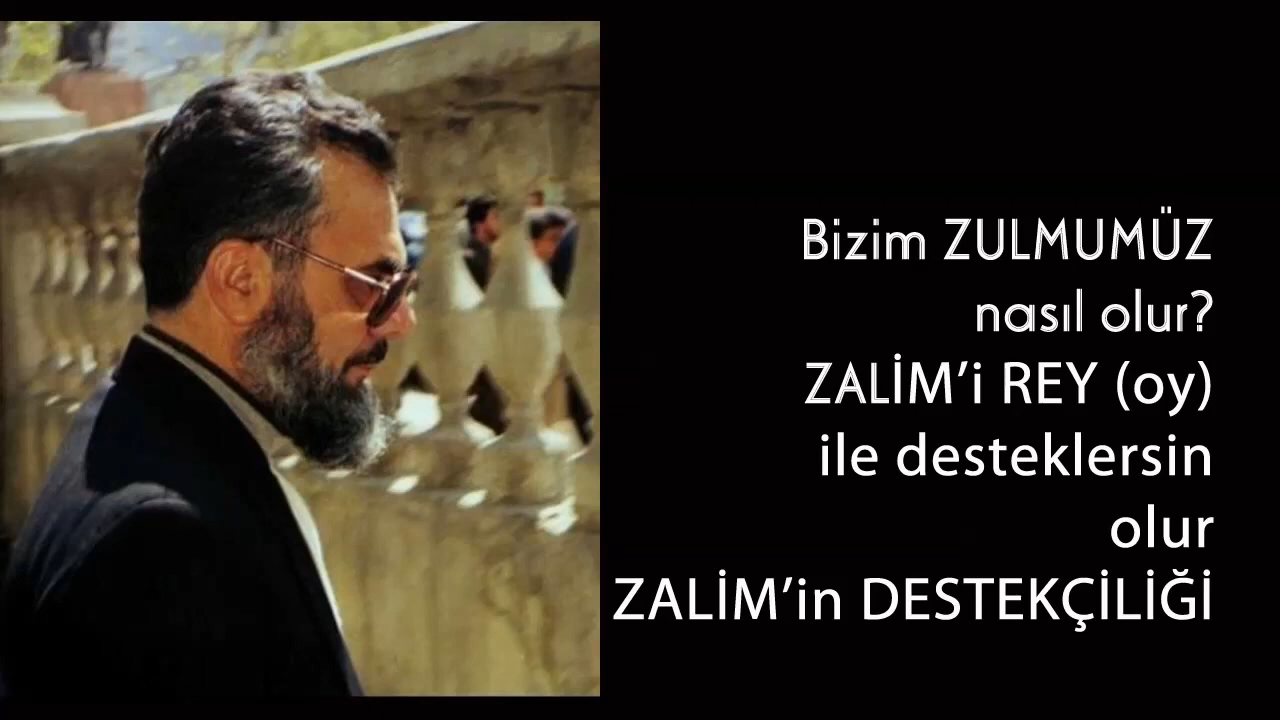 Bizim ZULMUMÜZ
nasıl olur?
ZALİM’i REY (oy)
ile desteklersin
olur
ZALİM’in DESTEKÇİLİĞİ